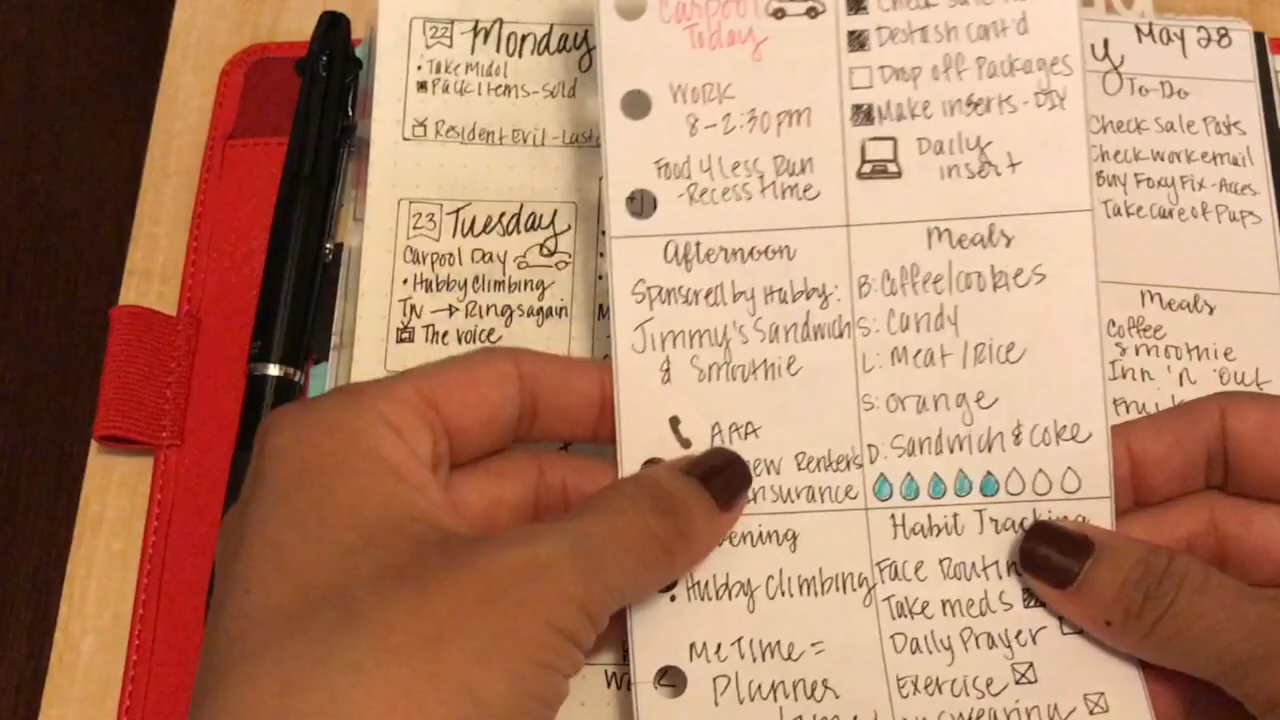 22 Monday
• Take Midol
Pack Items-sold
Resident Evil-Last
23 Tuesday
Carpool Day
• Hubby Climbing
IN → Rings again
The voice
Carpool
Today
WORK
8-2:30pm
Food 4 Less Run
-Recess time
Destash cont'd
Drop off Packages
Make inserts-DIY
Daily
insert
Afternoon
Sponsored by Hubby:
Jimmy's Sandwich
& Smoothie
AAA
Renters
insurance
Meals
B: Coffee/cookies
S: Candy
L: Meat/Rice
S: orange
D: Sandwich & coke
Hubby Climbing
Me Time =
Planner
Habit Tracking
Face Routin
Take meds
Daily Prayer
Exercise
y May 28
To-Do
Check Sale Posts
Check work email
Buy Foxy Fix-Acces
Take care of Pups
Meals
Coffee
Smoothie
Inn 'n' out